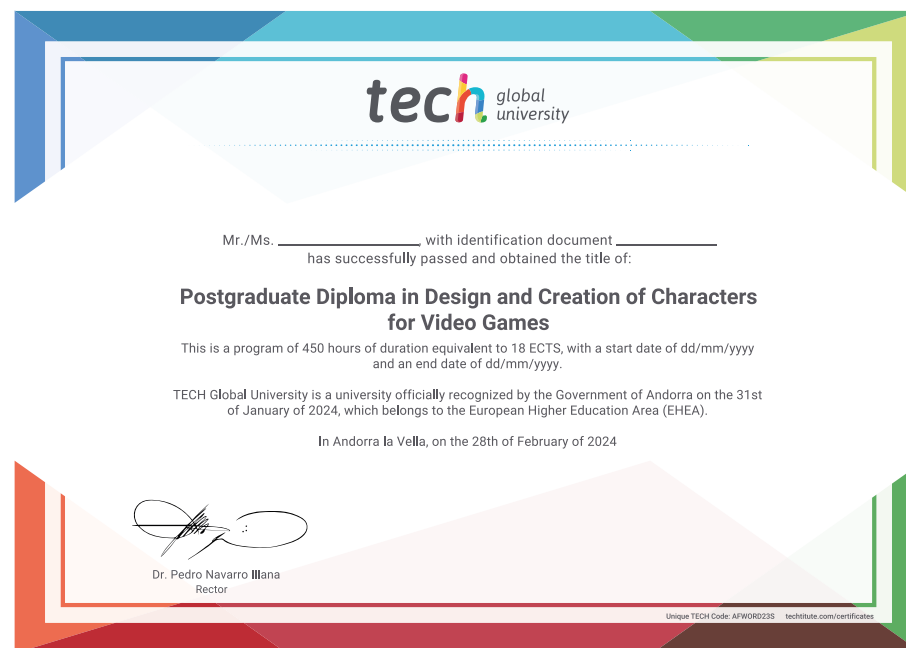 tech global
university
Mr./Ms. ______________, with identification document ____________
has successfully passed and obtained the title of:
Postgraduate Diploma in Design and Creation of Characters
for Video Games
This is a program of 450 hours of duration equivalent to 18 ECTS, with a start date of dd/mm/yyyy
and an end date of dd/mm/yyyy.
TECH Global University is a university officially recognized by the Government of Andorra on the 31st
of January of 2024, which belongs to the European Higher Education Area (EHEA).
In Andorra la Vella, on the 28th of February of 2024
Dr. Pedro Navarro Illana
Rector
Unique TECH Code: AFWORD23S techtitute.com/certificates